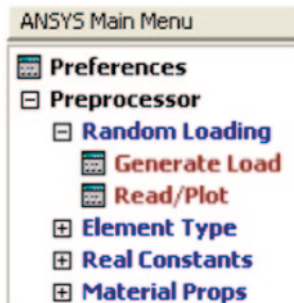 ANSYS Main Menu
Preferences
Preprocessor
Random Loading
Generate Load
Read/Plot
Element Type
Real Constants
Material Props